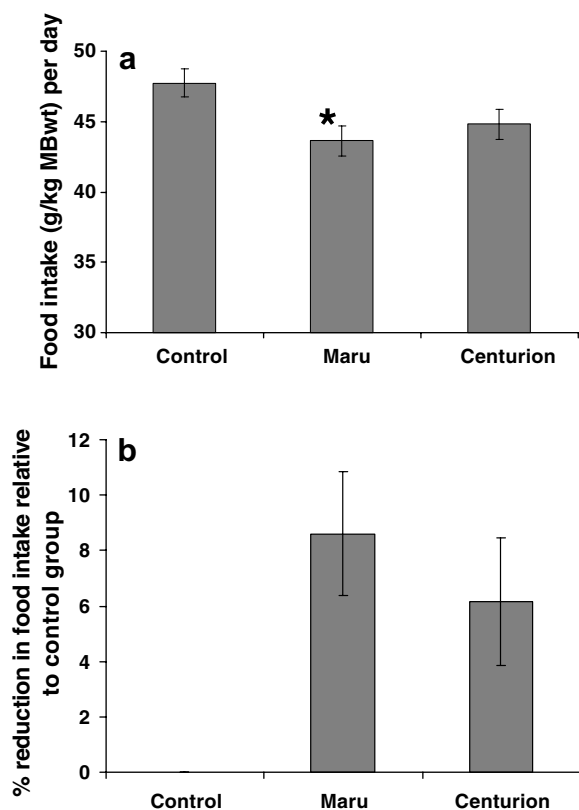 a
Food intake (g/kg MBwt) per day
50
45
40
35
30
*
Control Maru Centurion
b
% reduction in food intake relative
to control group
12
10
8
6
4
2
0
Control Maru Centurion